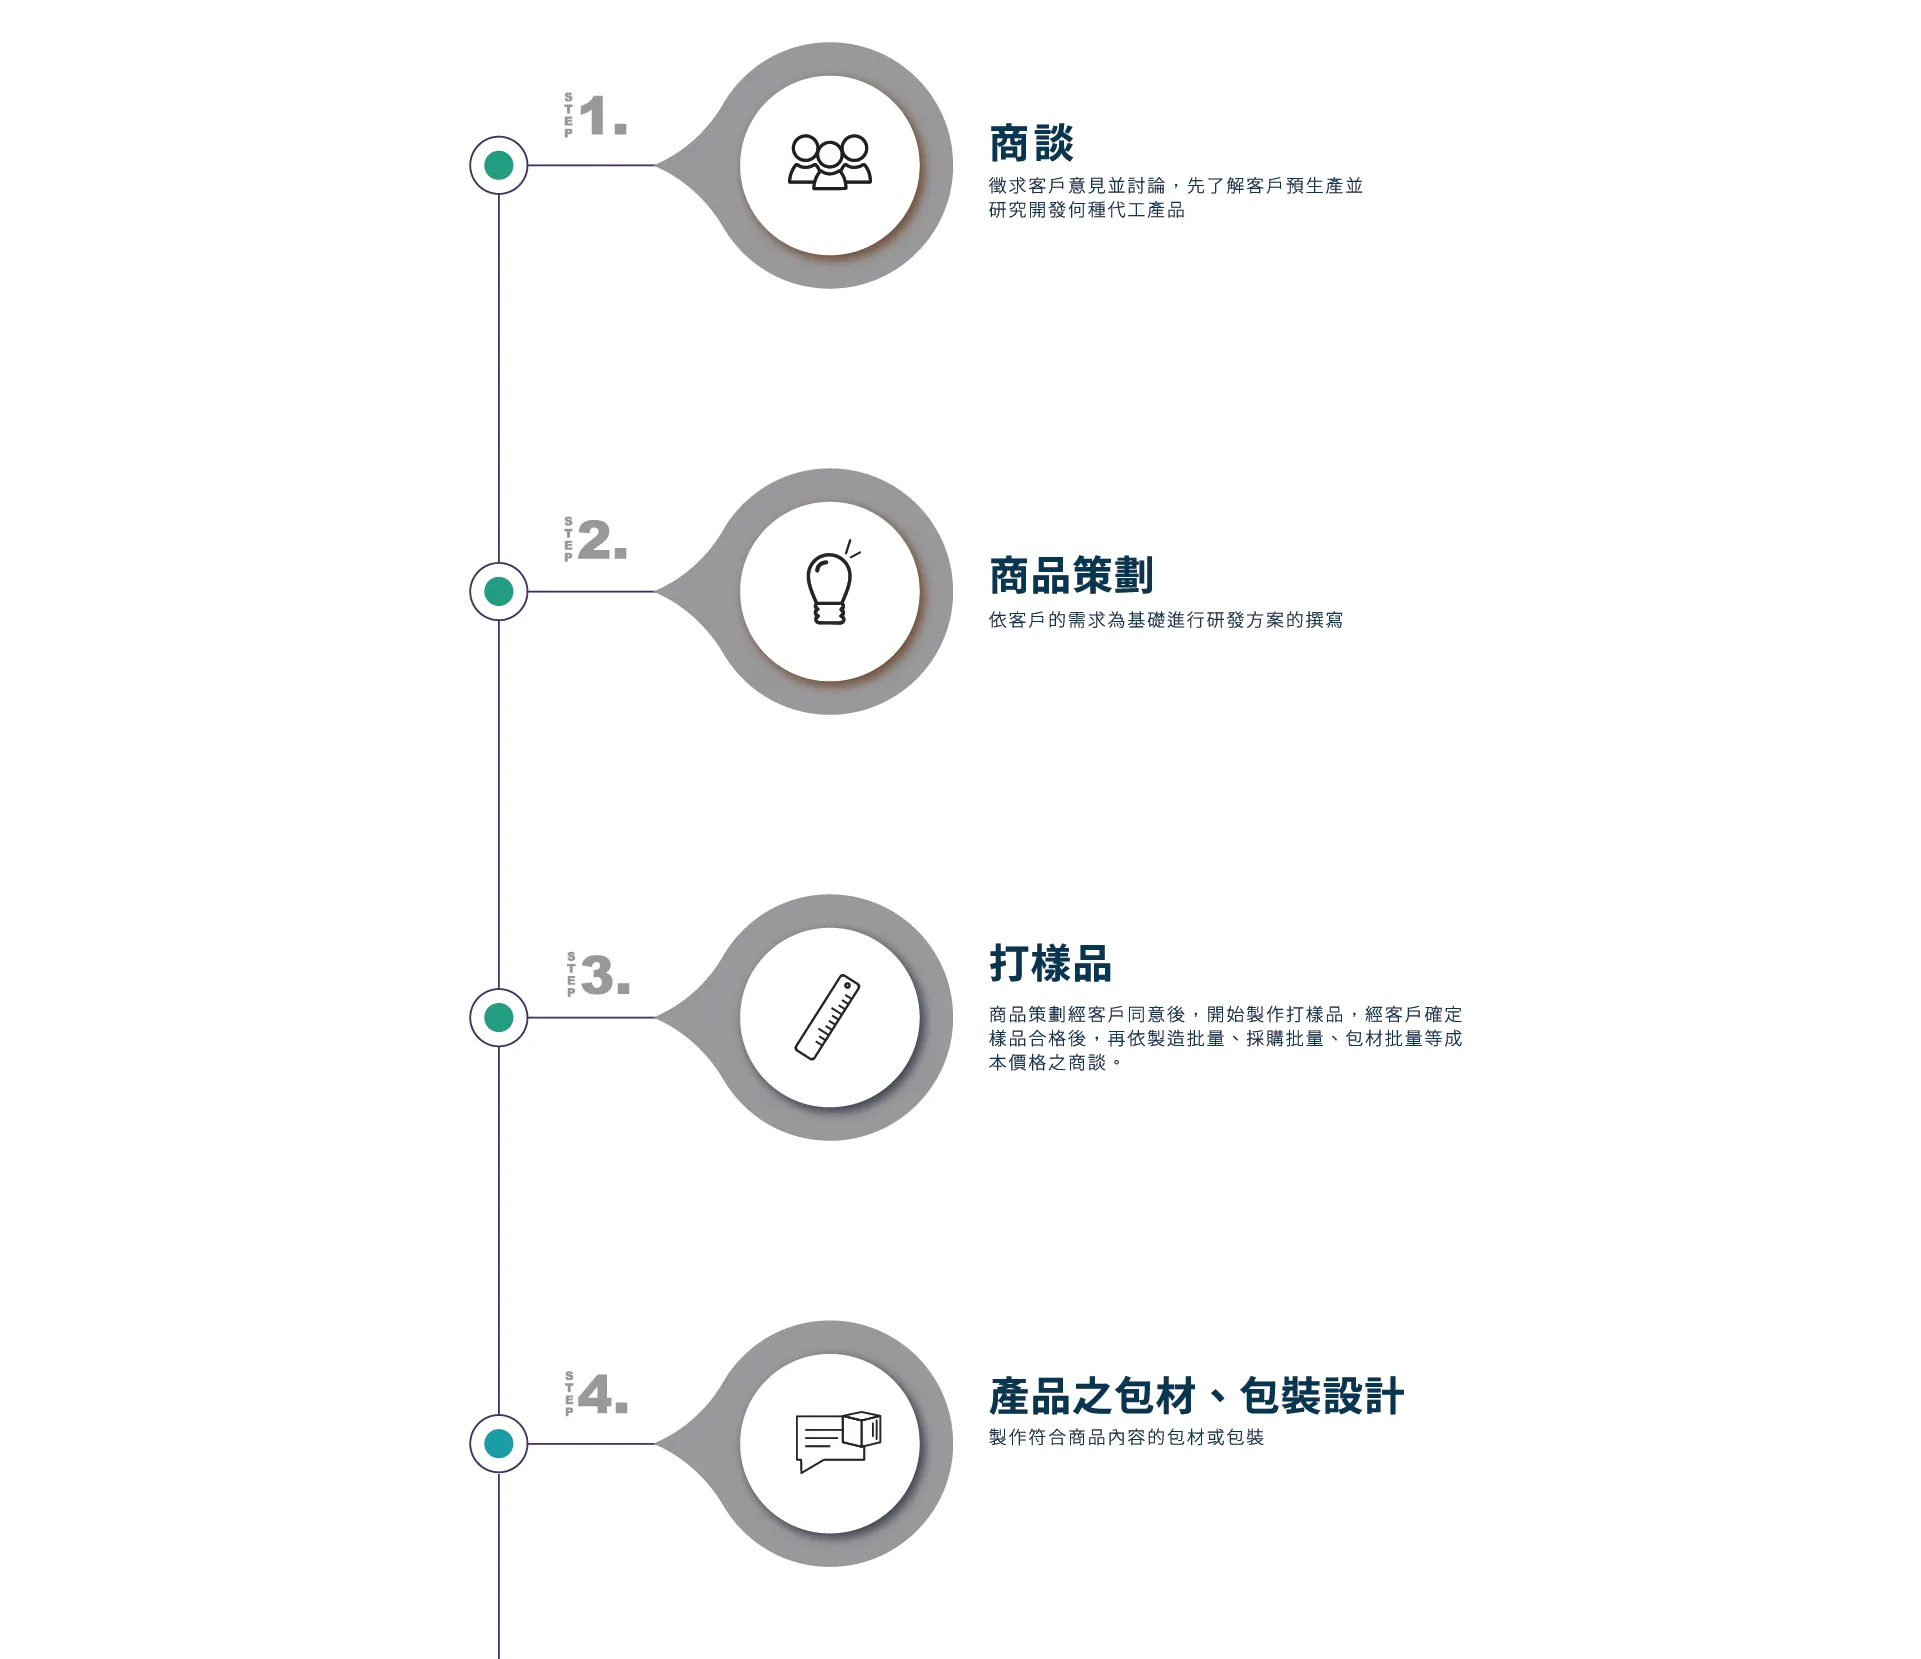 STEP 1.
商談
徵求客戶意見並討論，先了解客戶預生產並
研究開發何種代工產品
STEP 2.
商品策劃
依客戶的需求為基礎進行研發方案的撰寫
STEP 3.
打樣品
商品策劃經客戶同意後，開始製作打樣品，經客戶確定
樣品合格後，再依製造批量、採購批量、包材批量等成
本價格之商談。
STEP 4.
產品之包材、包裝設計
製作符合商品內容的包材或包裝